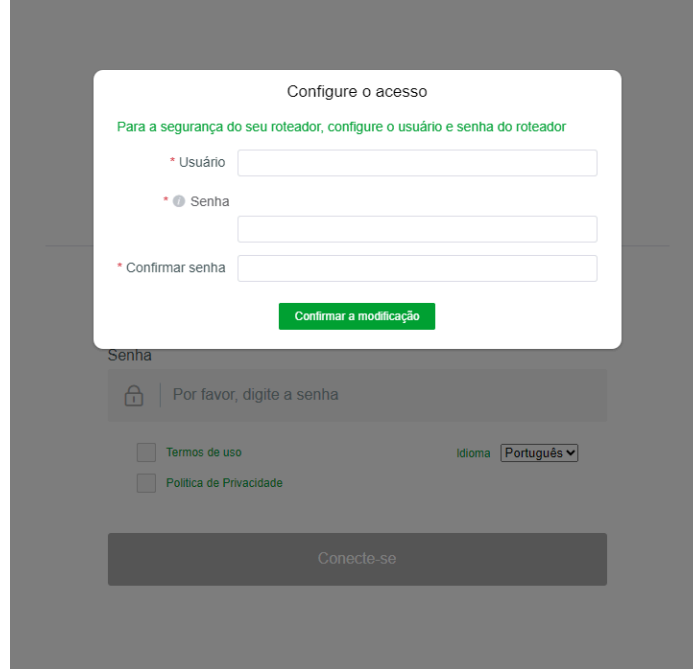 Configure o acesso
Para a segurança do seu roteador, configure o usuário e senha do roteador
* Usuário
* i Senha
* Confirmar senha
Confirmar a modificação
Senha
Por favor, digite a senha
Termos de uso
Idioma Português
Politica de Privacidade
Conecte-se